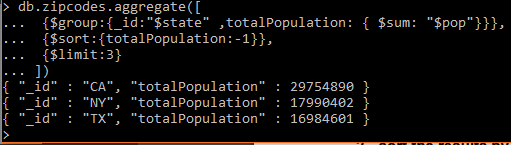 > db.zipcodes.aggregate([
... {$group:{_id:"$state" ,totalPopulation: { $sum: "$pop"}}},
... {$sort:{totalPopulation:-1}},
... {$limit:3}
... ])
{ "_id" : "CA", "totalPopulation" : 29754890 }
{ "_id" : "NY", "totalPopulation" : 17990402 }
{ "_id" : "TX", "totalPopulation" : 16984601 }
>